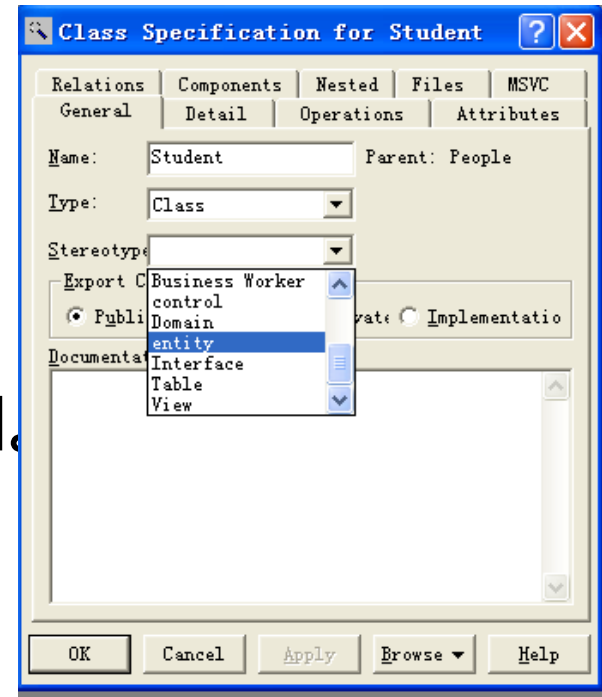 Class Specification for Student
Relations Components Nested Files MSVC
General Detail Operations Attributes
Name: Student Parent: People
Type: Class
Stereotype
Business Worker
control
Domain
entity
Interface
Table
View
Export C
Publi vate Implementatio
Documentat
OK Cancel Apply Browse Help